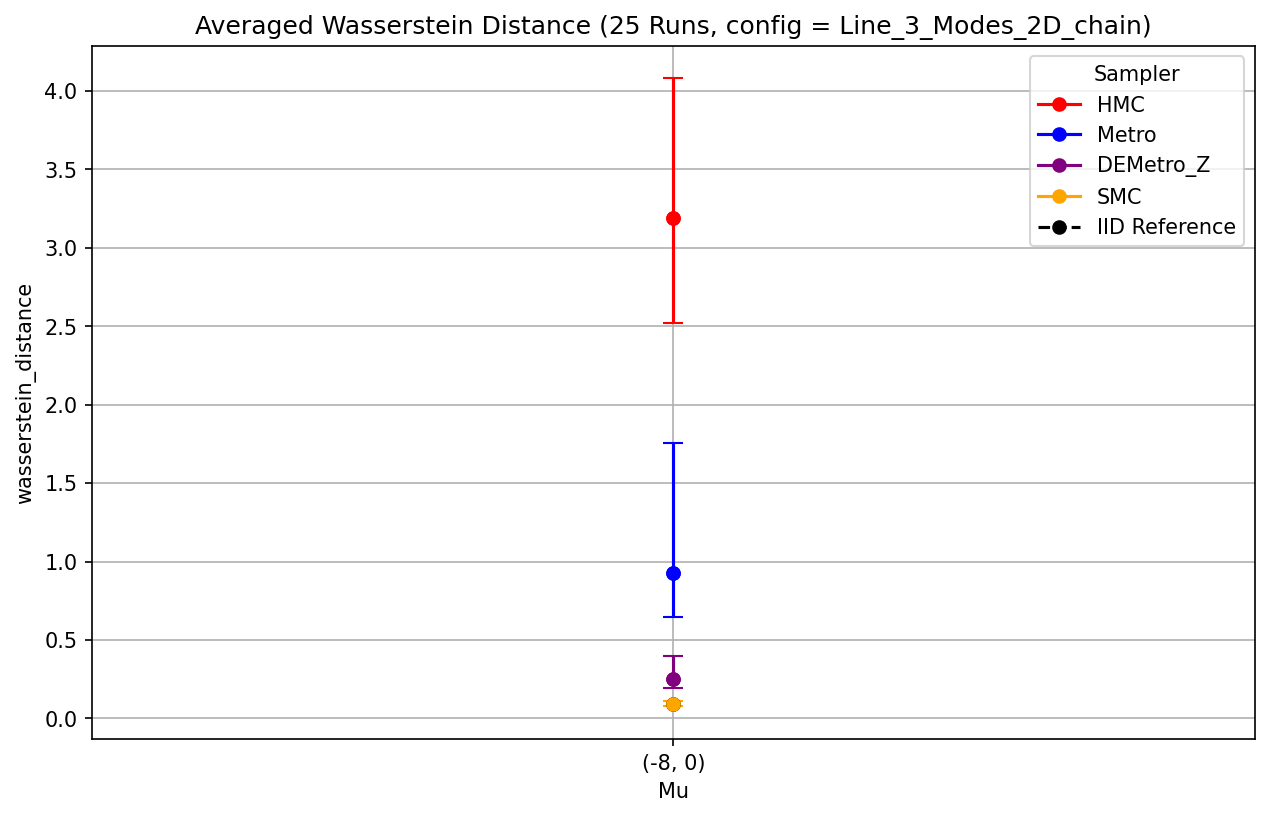 Averaged Wasserstein Distance (25 Runs, config = Line_3_Modes_2D_chain)
Sampler
HMC
Metro
DEMetro_Z
SMC
IID Reference
wasserstein_distance
4.0
3.5
3.0
2.5
2.0
1.5
1.0
0.5
0.0
(-8, 0)
Mu